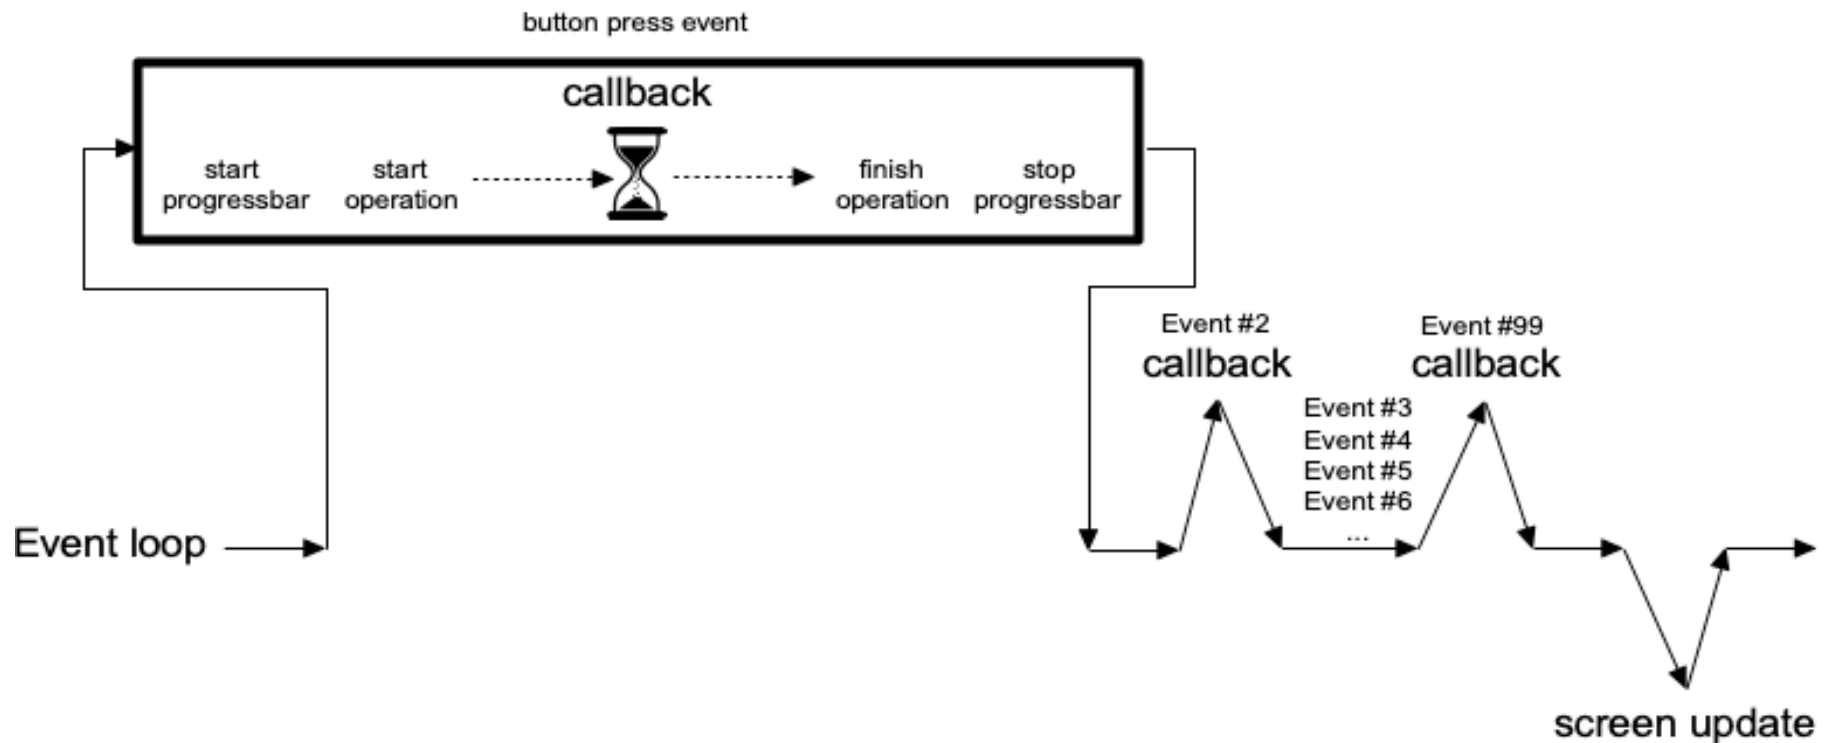 button press event
callback
start
progressbar
start
operation
finish
operation
stop
progressbar
Event #2
callback
Event #3
Event #4
Event #5
Event #6
...
Event #99
callback
Event loop
screen update